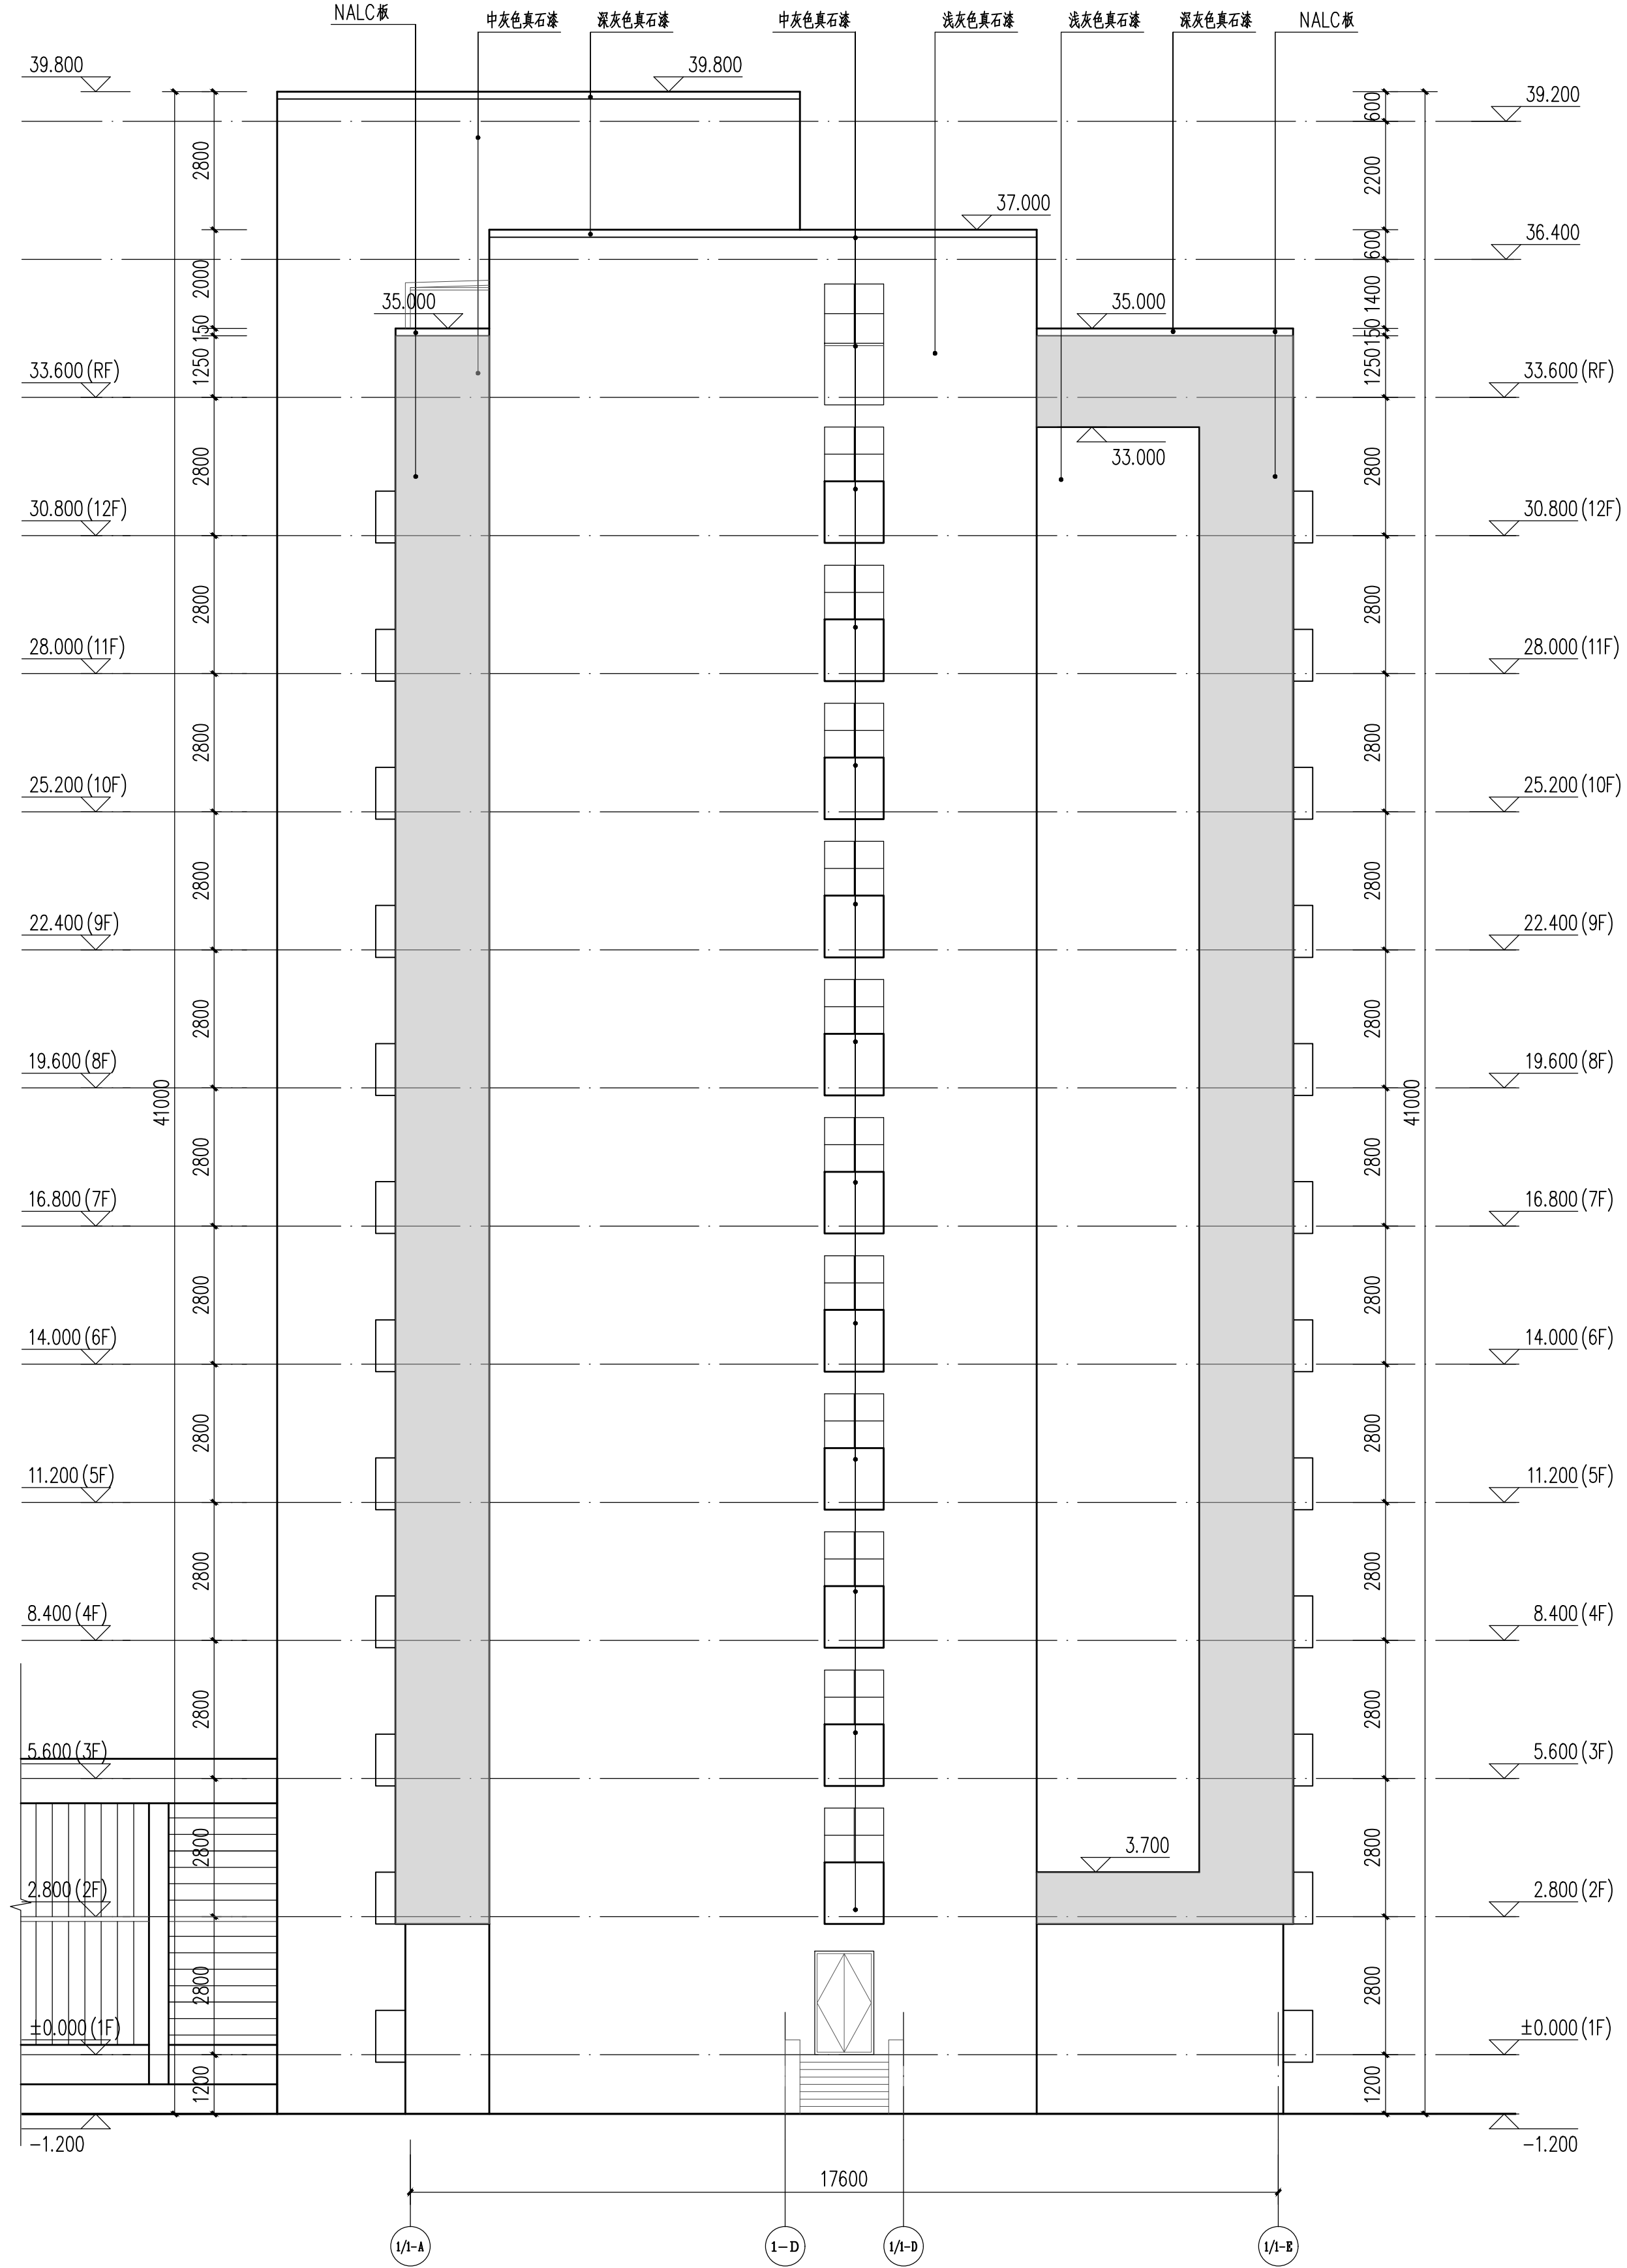 NALC板
中灰色真石漆
深灰色真石漆
中灰色真石漆
浅灰色真石漆
浅灰色真石漆
深灰色真石漆
NALC板
39.800
39.800
600
39.200
2800
2200
37.000
600
36.400
2000
1400
35.000
35.000
150
150
1250
1250
33.600(RF)
33.600(RF)
33.000
2800
2800
30.800(12F)
30.800(12F)
2800
2800
28.000(11F)
28.000(11F)
2800
2800
25.200(10F)
25.200(10F)
2800
2800
22.400(9F)
22.400(9F)
2800
2800
19.600(8F)
19.600(8F)
41000
41000
2800
2800
16.800(7F)
16.800(7F)
2800
2800
14.000(6F)
14.000(6F)
2800
2800
11.200(5F)
11.200(5F)
2800
2800
8.400(4F)
8.400(4F)
2800
2800
5.600(3F)
5.600(3F)
2800
3.700
2800
2.800(2F)
2.800(2F)
2800
2800
±0.000(1F)
±0.000(1F)
1200
1200
-1.200
-1.200
17600
1/1-A
1-D
1/1-D
1/1-E